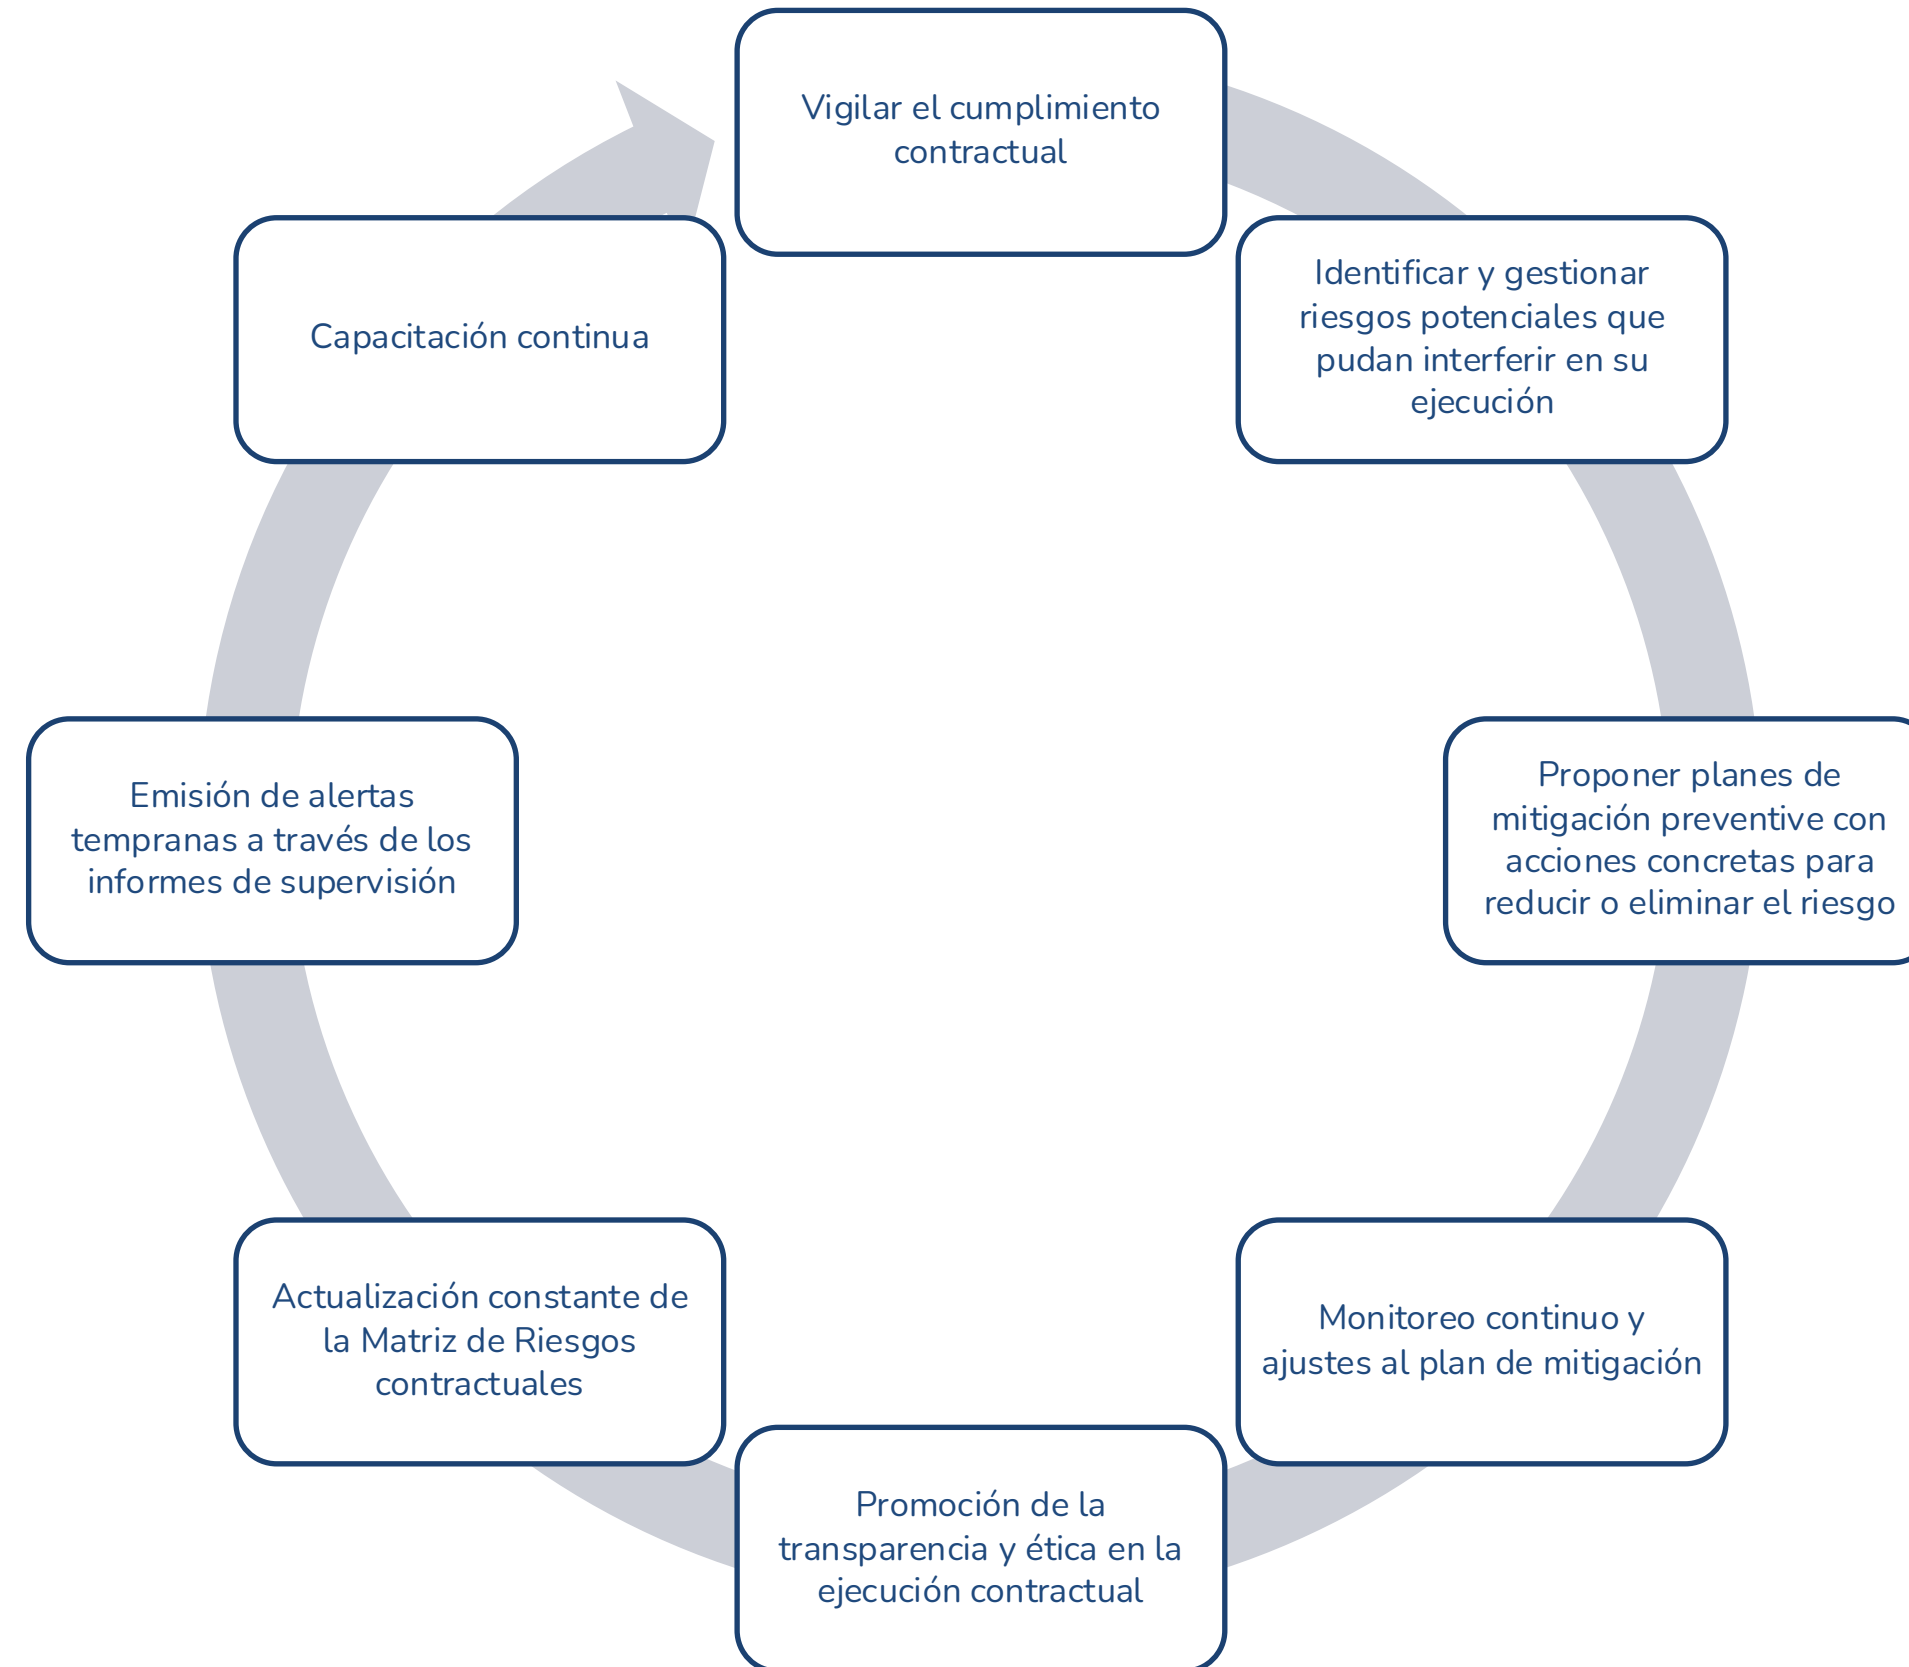 Vigilar el cumplimiento
contractual
Identificar y gestionar
riesgos potenciales que
pudan interferir en su
ejecución
Proponer planes de
mitigación preventive con
acciones concretas para
reducir o eliminar el riesgo
Monitoreo continuo y
ajustes al plan de mitigación
Promoción de la
transparencia y ética en la
ejecución contractual
Actualización constante de
la Matriz de Riesgos
contractuales
Emisión de alertas
tempranas a través de los
informes de supervisión
Capacitación continua